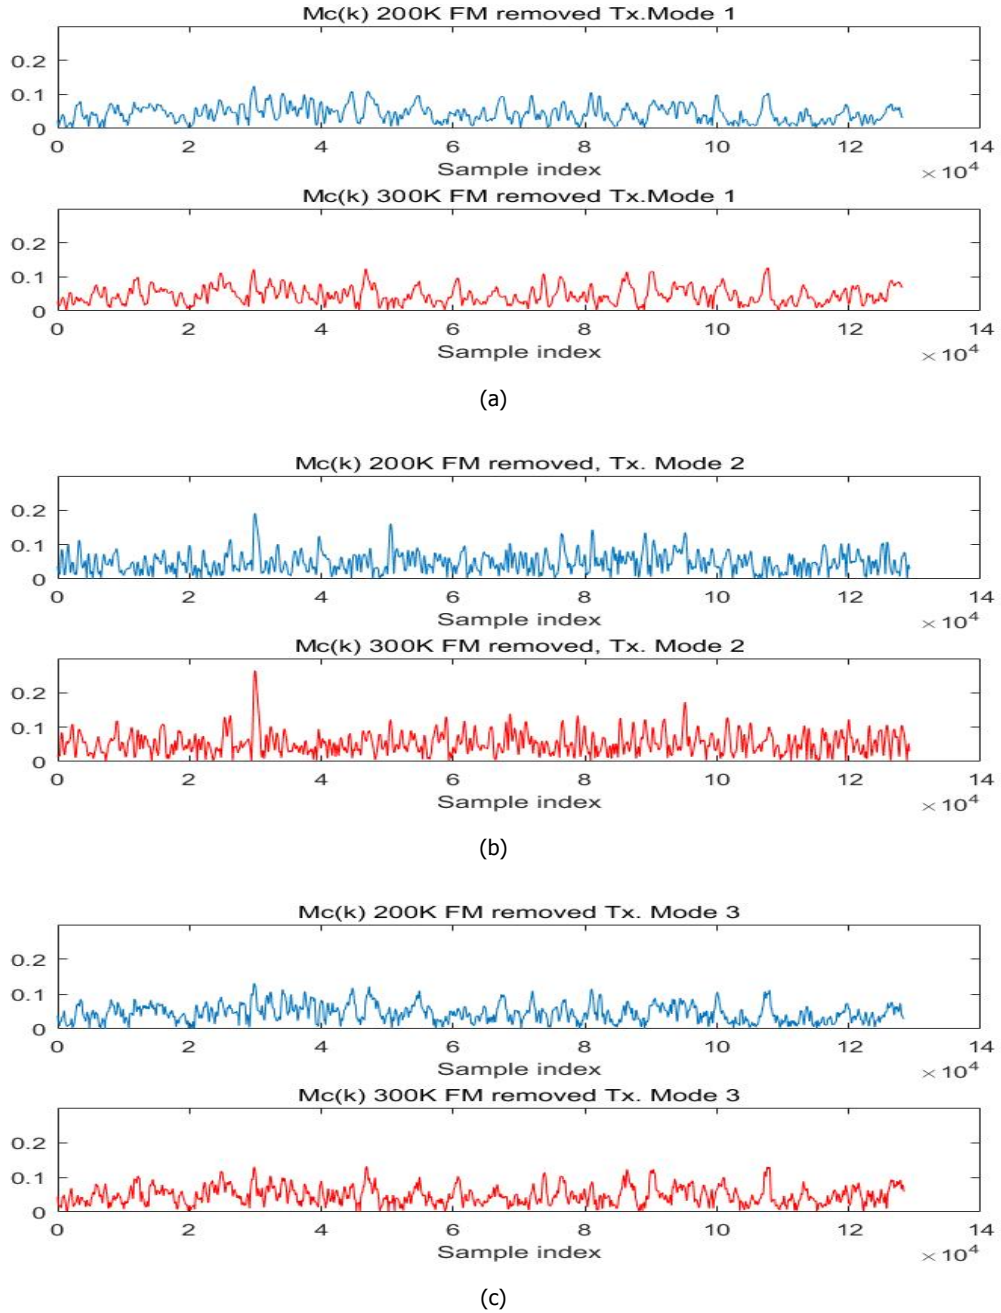 Mc(k) 200K FM removed Tx.Mode 1
0.2
0.1
0
0 2 4 6 8 10 12 14
Sample index
× 10^4
Mc(k) 300K FM removed Tx.Mode 1
0.2
0.1
0
0 2 4 6 8 10 12 14
Sample index
× 10^4
(a)
Mc(k) 200K FM removed, Tx. Mode 2
0.2
0.1
0
0 2 4 6 8 10 12 14
Sample index
× 10^4
Mc(k) 300K FM removed, Tx. Mode 2
0.2
0.1
0
0 2 4 6 8 10 12 14
Sample index
× 10^4
(b)
Mc(k) 200K FM removed Tx. Mode 3
0.2
0.1
0
0 2 4 6 8 10 12 14
Sample index
× 10^4
Mc(k) 300K FM removed Tx. Mode 3
0.2
0.1
0
0 2 4 6 8 10 12 14
Sample index
× 10^4
(c)